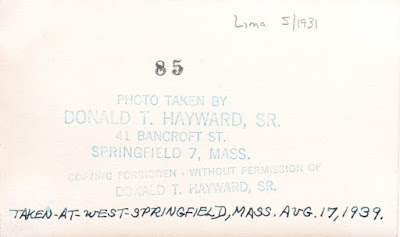 Lima 5/1931
85
PHOTO TAKEN BY
DONALD T. HAYWARD, SR.
41 BANCROFT ST.
SPRINGFIELD 7, MASS.
COPYING FORBIDDEN - WITHOUT PERMISSION OF
DONALD T. HAYWARD, SR.
TAKEN-AT-WEST-SPRINGFIELD, MASS. AUG. 17, 1939.